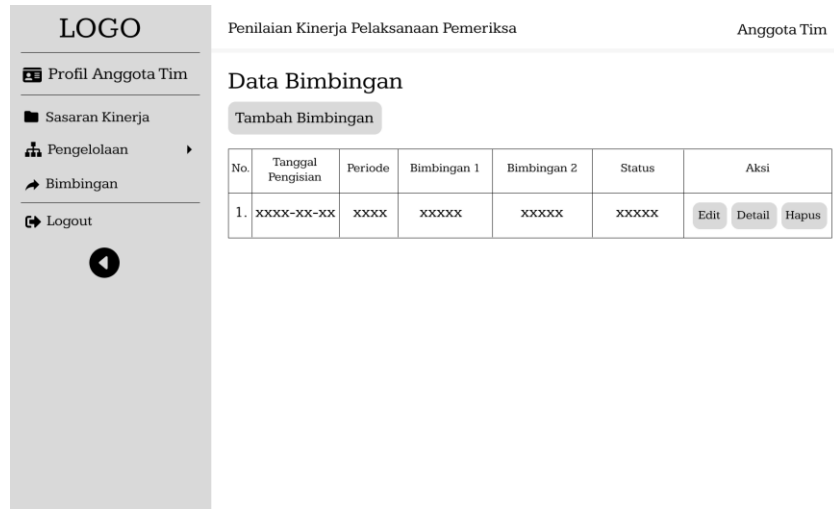 LOGO
Penilaian Kinerja Pelaksanaan Pemeriksa
Anggota Tim
Profil Anggota Tim
Sasaran Kinerja
Pengelolaan
Bimbingan
Logout
Data Bimbingan
Tambah Bimbingan
No. Tanggal Pengisian Periode Bimbingan 1 Bimbingan 2 Status Aksi
1. xxxx-xx-xx xxxx xxxxx xxxxx xxxxx Edit Detail Hapus